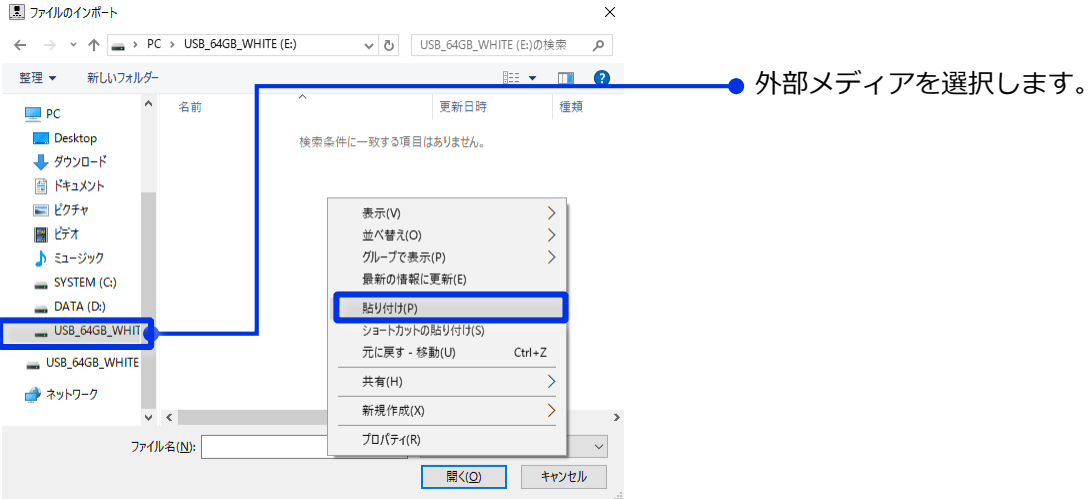 ファイルのインポート
PC
USB_64GB_WHITE (E:)
USB_64GB_WHITE (E:)の検索
整理
新しいフォルダー
?
外部メディアを選択します。
名前
更新日時
種類
検索条件に一致する項目はありません。
PC
Desktop
ダウンロード
ドキュメント
ピクチャ
ビデオ
ミュージック
SYSTEM (C:)
DATA (D:)
USB_64GB_WHIT
USB_64GB_WHITE
ネットワーク
表示(V)
並べ替え(O)
グループで表示(P)
最新の情報に更新(E)
貼り付け(P)
ショートカットの貼り付け(S)
元に戻す - 移動(U) Ctrl+Z
共有(H)
新規作成(X)
プロパティ(R)
ファイル名(N):
開く(O)
キャンセル